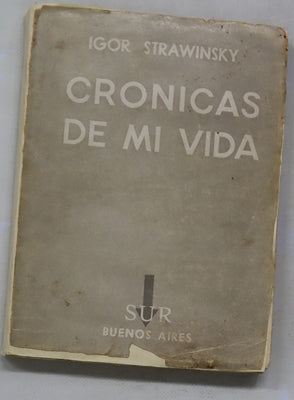 IGOR STRAWINSKY
CRONICAS
DE MI VIDA
SUR
BUENOS AIRES